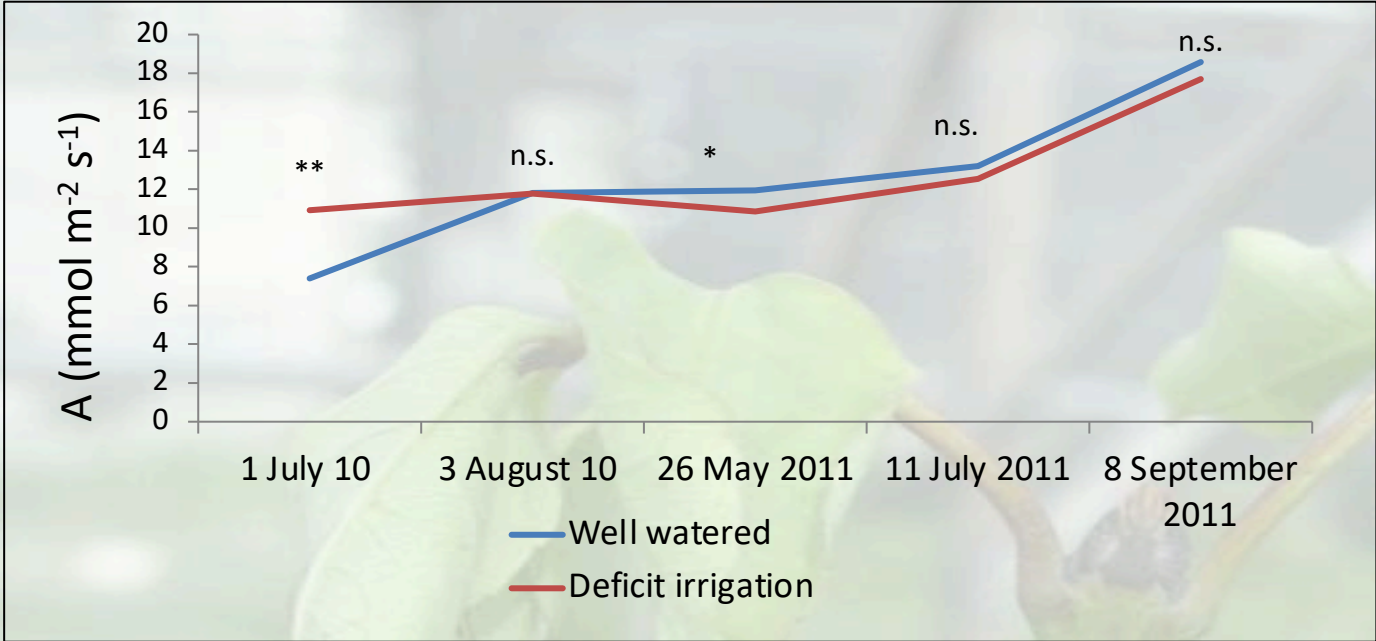 20
18
16
14
12
10
8
6
4
2
0
A (mmol m⁻² s⁻¹)
**
n.s.
*
n.s.
n.s.
1 July 10
3 August 10
26 May 2011
11 July 2011
8 September
2011
Well watered
Deficit irrigation